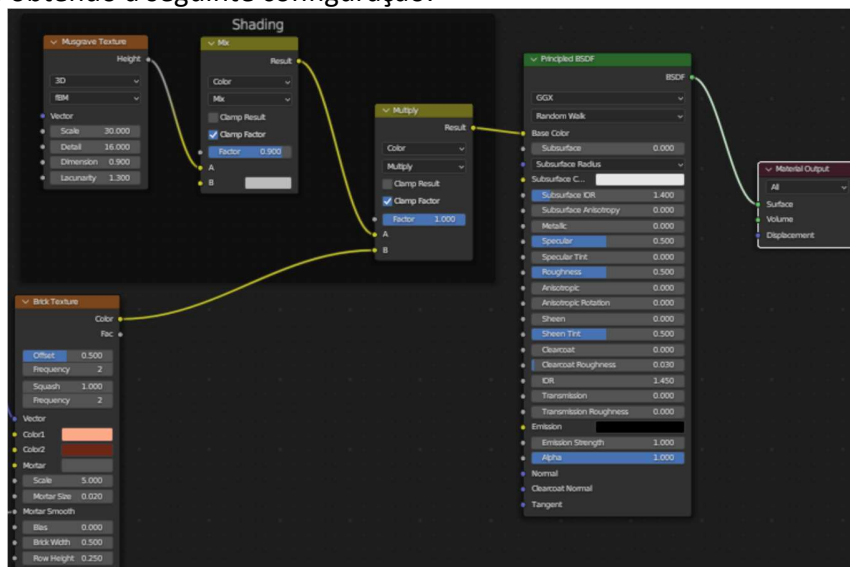 Obtendo a seguinte configuração:
Shading
Musgrave Texture
Height
3D
fBM
Vector
Scale 30.000
Detail 16.000
Dimension 0.900
Lacunarity 1.300
Mix
Result
Color
Mix
Clamp Result
Clamp Factor
Factor 0.900
A
B
Multiply
Result
Color
Multiply
Clamp Result
Clamp Factor
Factor 1.000
A
B
Brick Texture
Color
Fac
Offset 0.500
Frequency 2
Squash 1.000
Frequency 2
Vector
Color1
Color2
Mortar
Scale 5.000
Mortar Size 0.020
Mortar Smooth
Bias 0.000
Brick Width 0.500
Row Height 0.250
Principled BSDF
BSDF
GGX
Random Walk
Base Color
Subsurface 0.000
Subsurface Radius
Subsurface C...
Subsurface IOR 1.400
Subsurface Anisotropy 0.000
Metallic 0.000
Specular 0.500
Specular Tint 0.000
Roughness 0.500
Anisotropic 0.000
Anisotropic Rotation 0.000
Sheen 0.000
Sheen Tint 0.500
Clearcoat 0.000
Clearcoat Roughness 0.030
IOR 1.450
Transmission 0.000
Transmission Roughness 0.000
Emission
Emission Strength 1.000
Alpha 1.000
Normal
Clearcoat Normal
Tangent
Material Output
All
Surface
Volume
Displacement